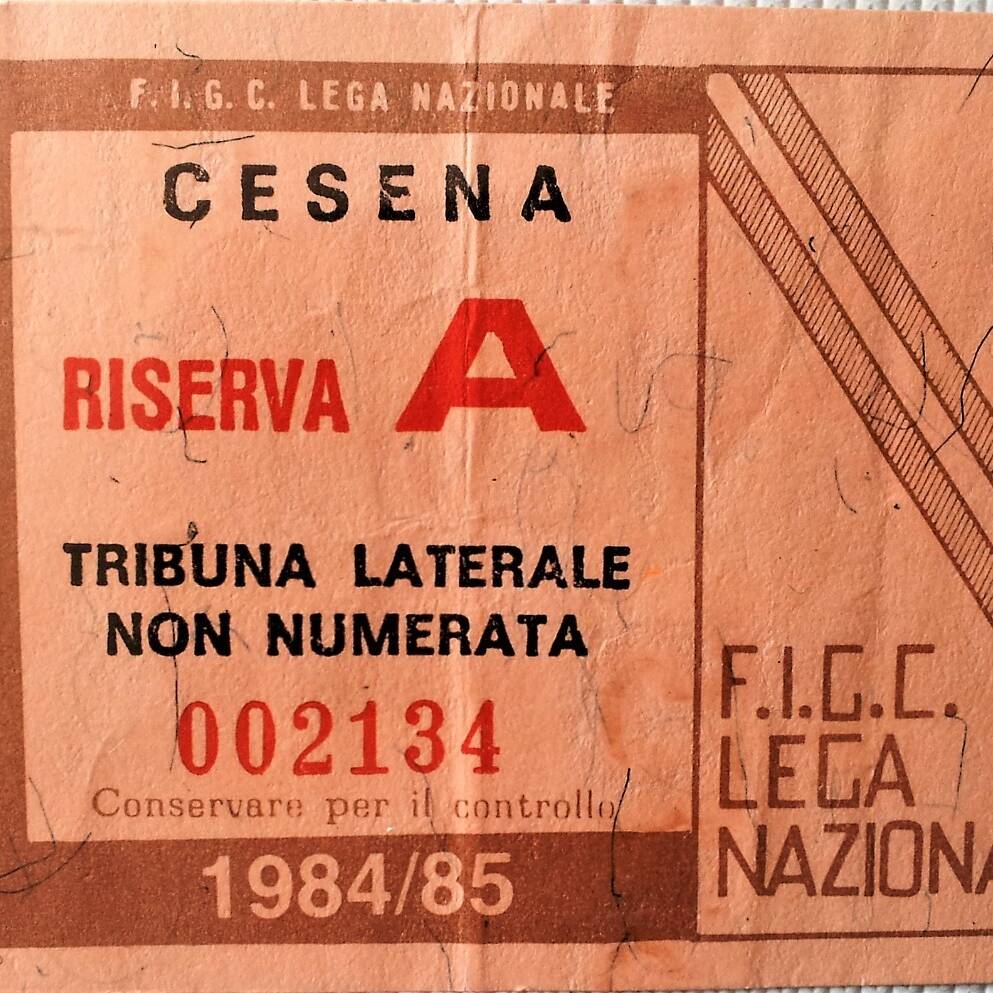 F.I.G.C. LEGA NAZIONALE
CESENA
RISERVA A
TRIBUNA LATERALE
NON NUMERATA
002134
Conservare per il controllo
1984/85
F.I.G.C.
LEGA
NAZIONA